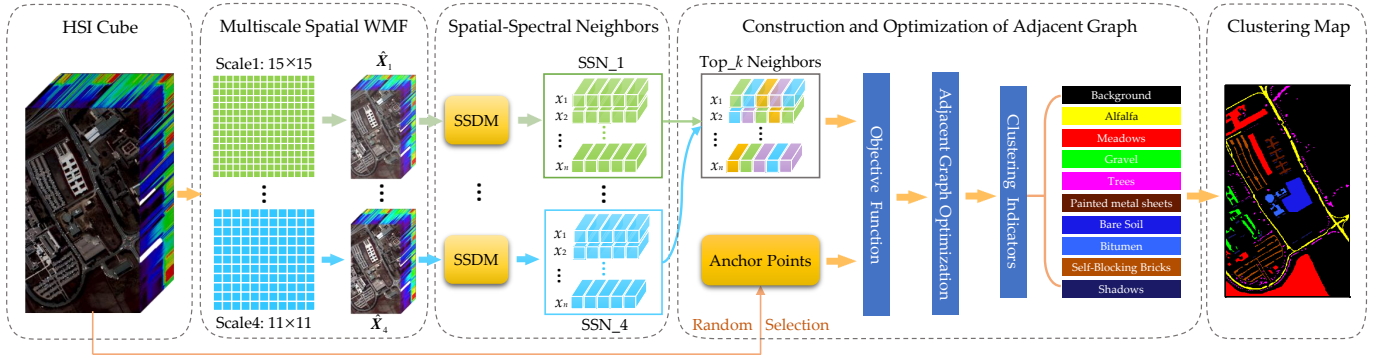 HSI Cube
Multiscale Spatial WMF
Scale1: 15×15
X̂₁
Scale4: 11×11
X̂₄
Spatial-Spectral Neighbors
SSDM
SSDM
SSN_1
x₁
x₂
xₙ
x₁
x₂
xₙ
SSN_4
Construction and Optimization of Adjacent Graph
Top_k Neighbors
x₁
x₂
xₙ
Anchor Points
Random Selection
Objective Function
Adjacent Graph Optimization
Clustering Indicators
Background
Alfalfa
Meadows
Gravel
Trees
Painted metal sheets
Bare Soil
Bitumen
Self-Blocking Bricks
Shadows
Clustering Map